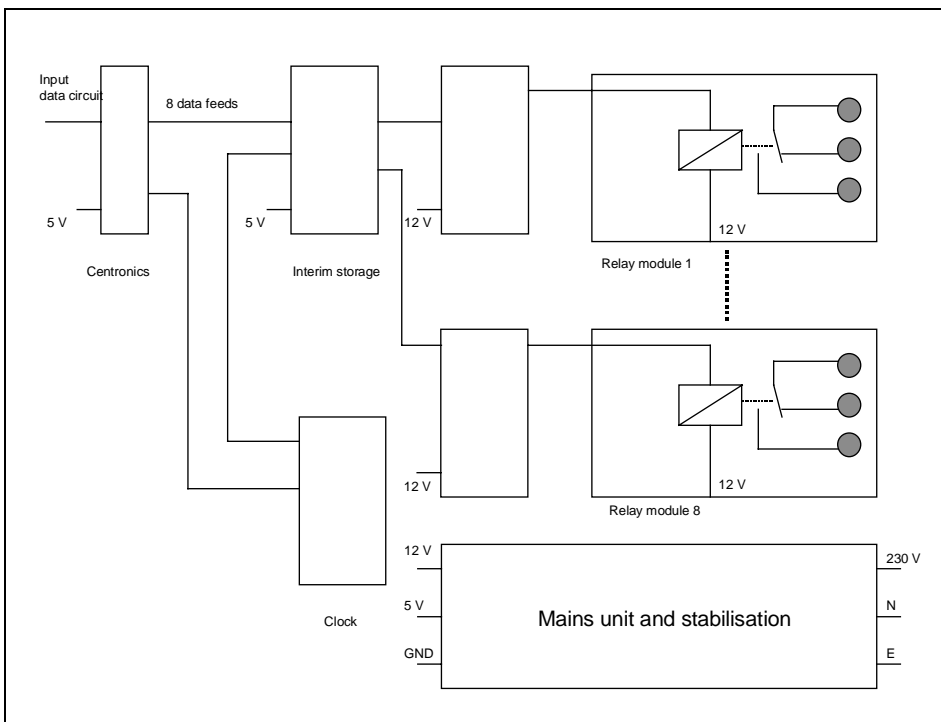 Input
data circuit
8 data feeds
5 V
5 V
12 V
12 V
Centronics
Interim storage
Relay module 1
12 V
12 V
Relay module 8
Clock
12 V
5 V
GND
Mains unit and stabilisation
230 V
N
E